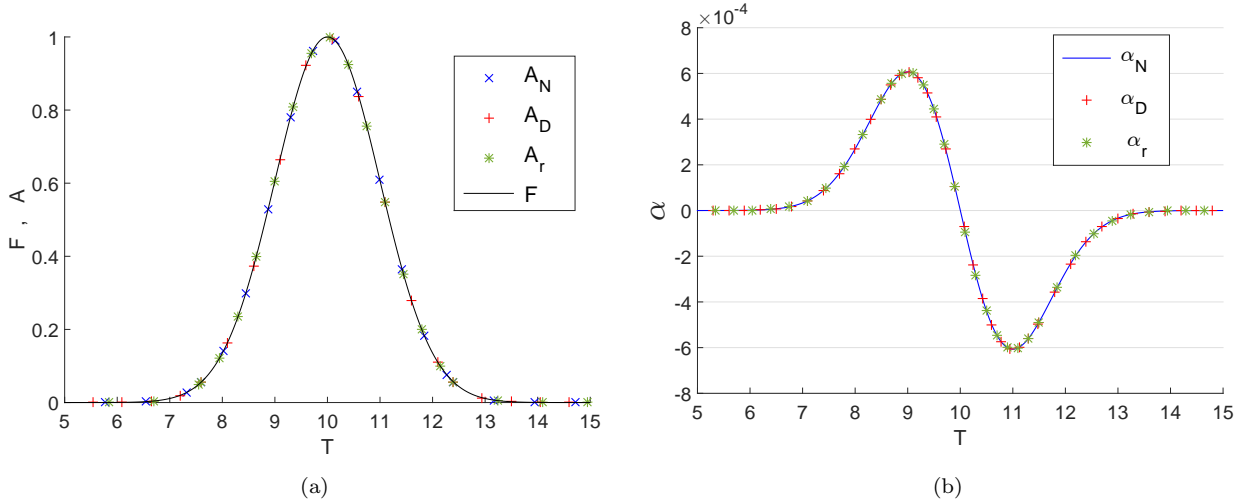 1
0.8
0.6
0.4
0.2
0
F , A
5 6 7 8 9 10 11 12 13 14 15
T
A_N
A_D
A_r
F
(a)
×10^-4
8
6
4
2
0
-2
-4
-6
-8
α
5 6 7 8 9 10 11 12 13 14 15
T
α_N
α_D
α_r
(b)